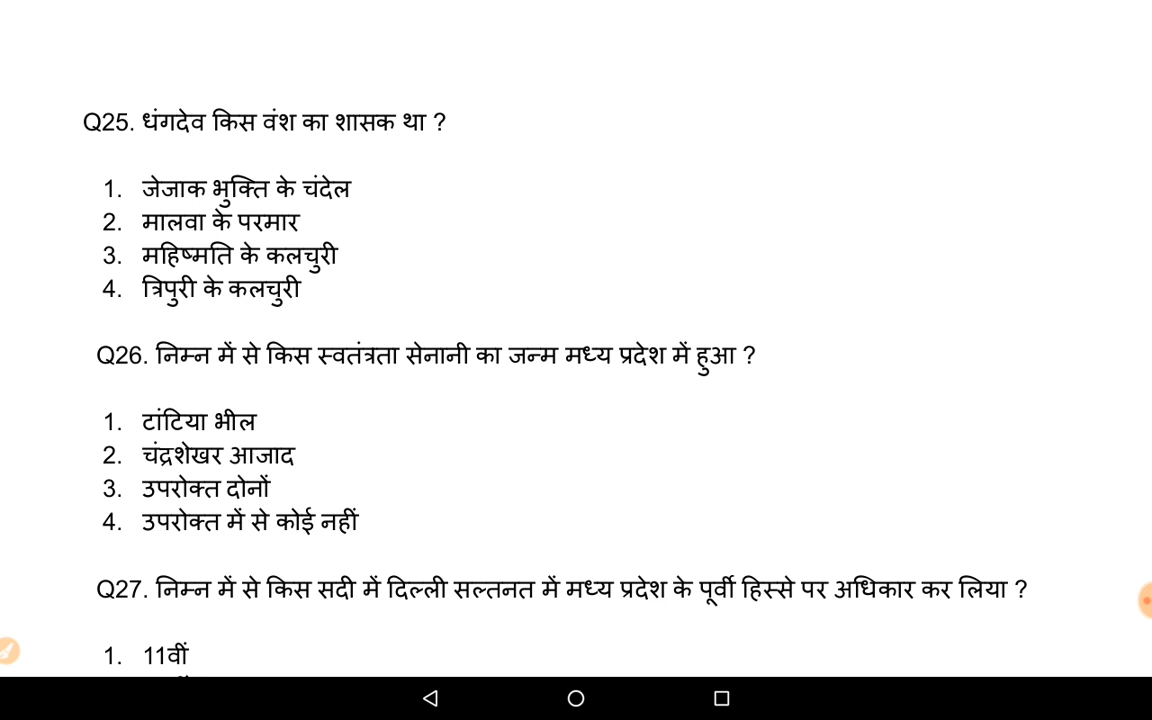 Q25. धंगदेव किस वंश का शासक था ?
1. जेजाक भुक्ति के चंदेल
2. मालवा के परमार
3. महिष्मति के कलचुरी
4. त्रिपुरी के कलचुरी
Q26. निम्न में से किस स्वतंत्रता सेनानी का जन्म मध्य प्रदेश में हुआ ?
1. टांटिया भील
2. चंद्रशेखर आजाद
3. उपरोक्त दोनों
4. उपरोक्त में से कोई नहीं
Q27. निम्न में से किस सदी में दिल्ली सल्तनत में मध्य प्रदेश के पूर्वी हिस्से पर अधिकार कर लिया ?
1. 11वीं